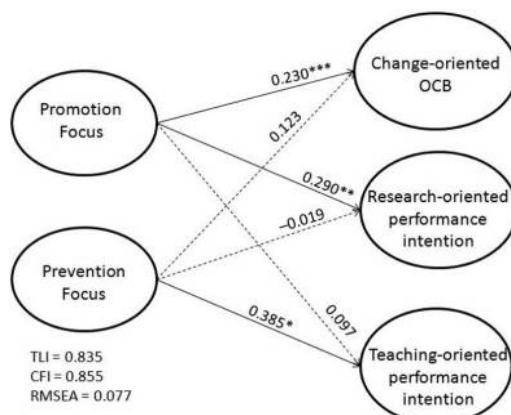 Promotion
Focus
Prevention
Focus
0.230***
0.123
0.290**
−0.019
0.097
0.385*
Change-oriented
OCB
Research-oriented
performance
intention
Teaching-oriented
performance
intention
TLI = 0.835
CFI = 0.855
RMSEA = 0.077